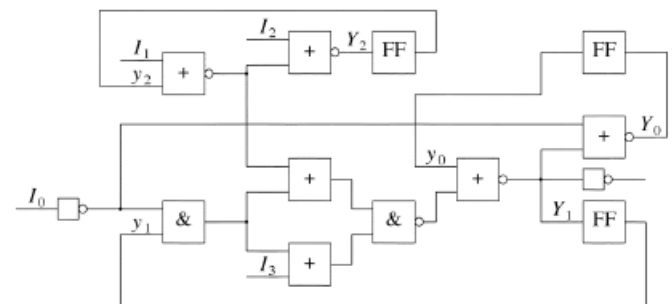 I2
Y2
FF
FF
I1
+
y2
+
Y0
+
y0
+
+
I0
y1
&
&
Y1
FF
I3
+